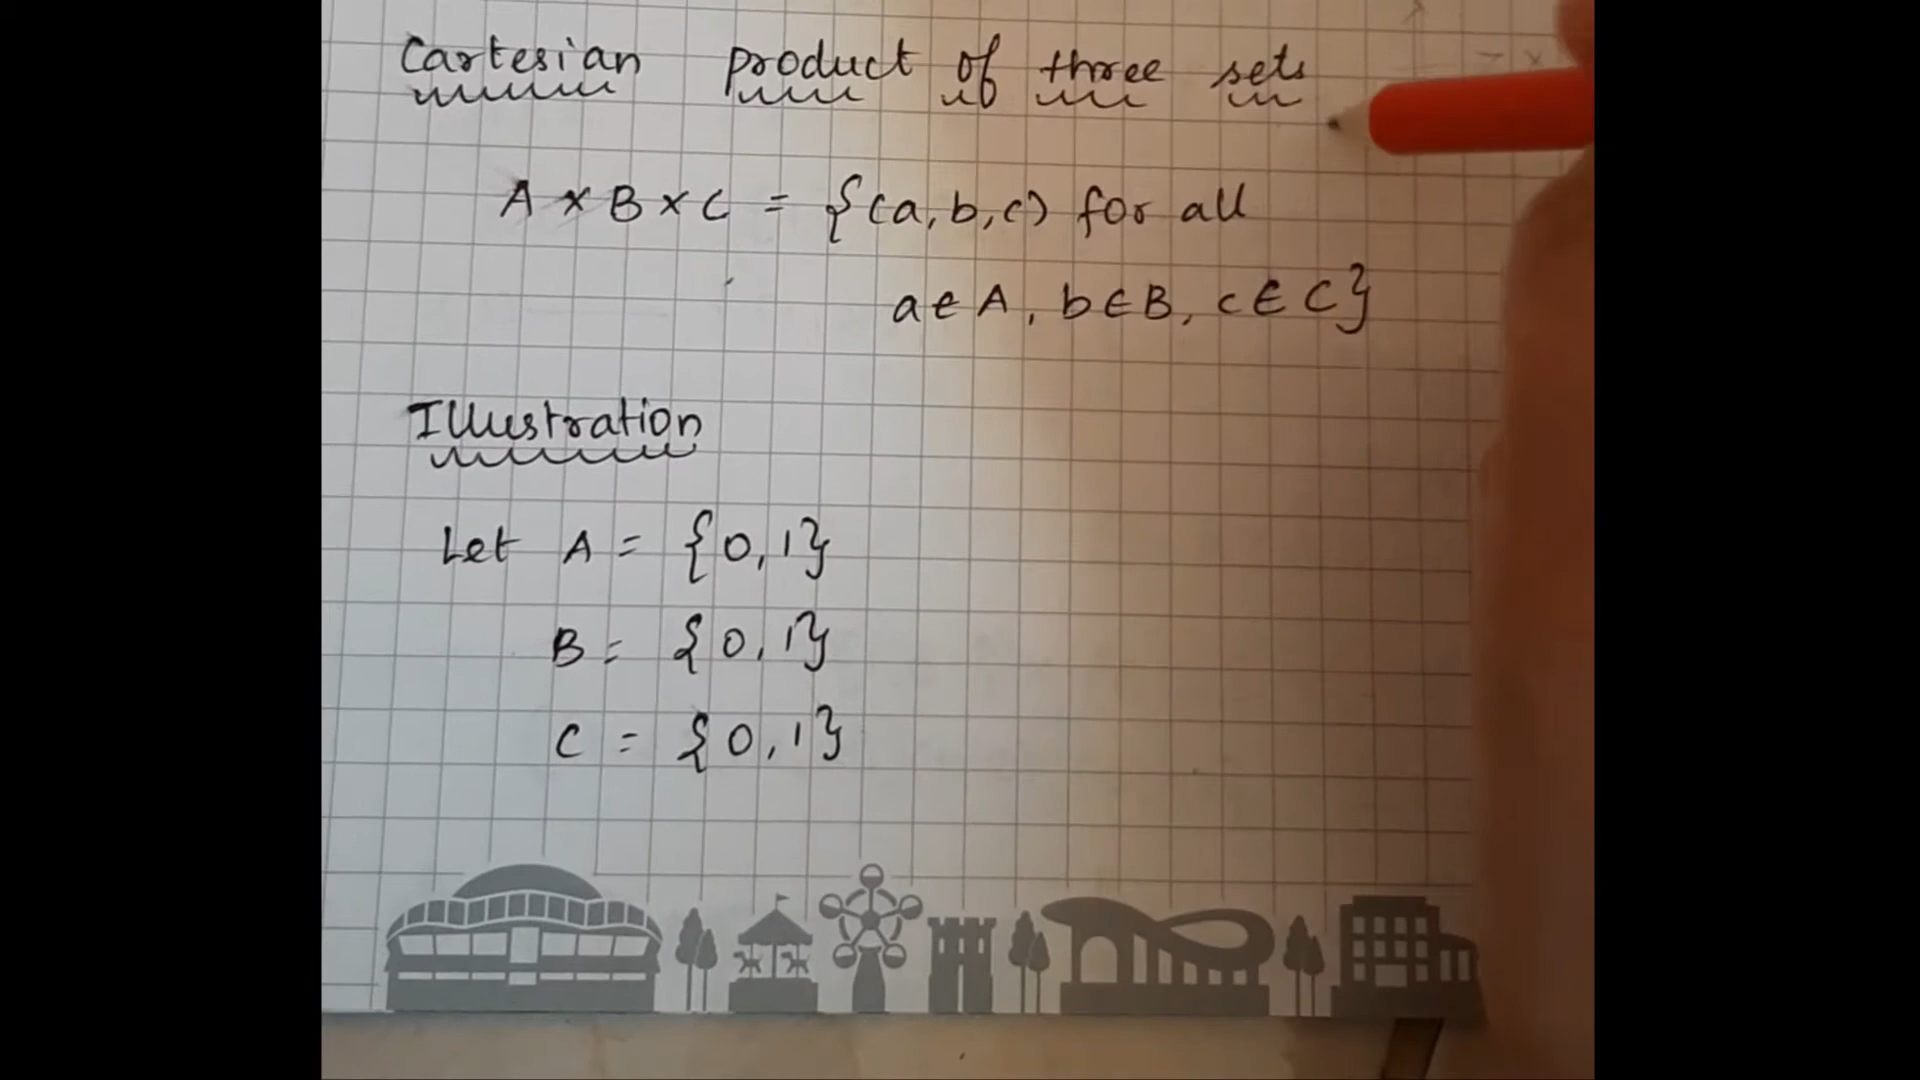 Cartesian product of three sets
A × B × C = {(a, b, c) for all
a ∈ A, b ∈ B, c ∈ C}
Illustration
Let A = {0, 1}
B = {0, 1}
C = {0, 1}